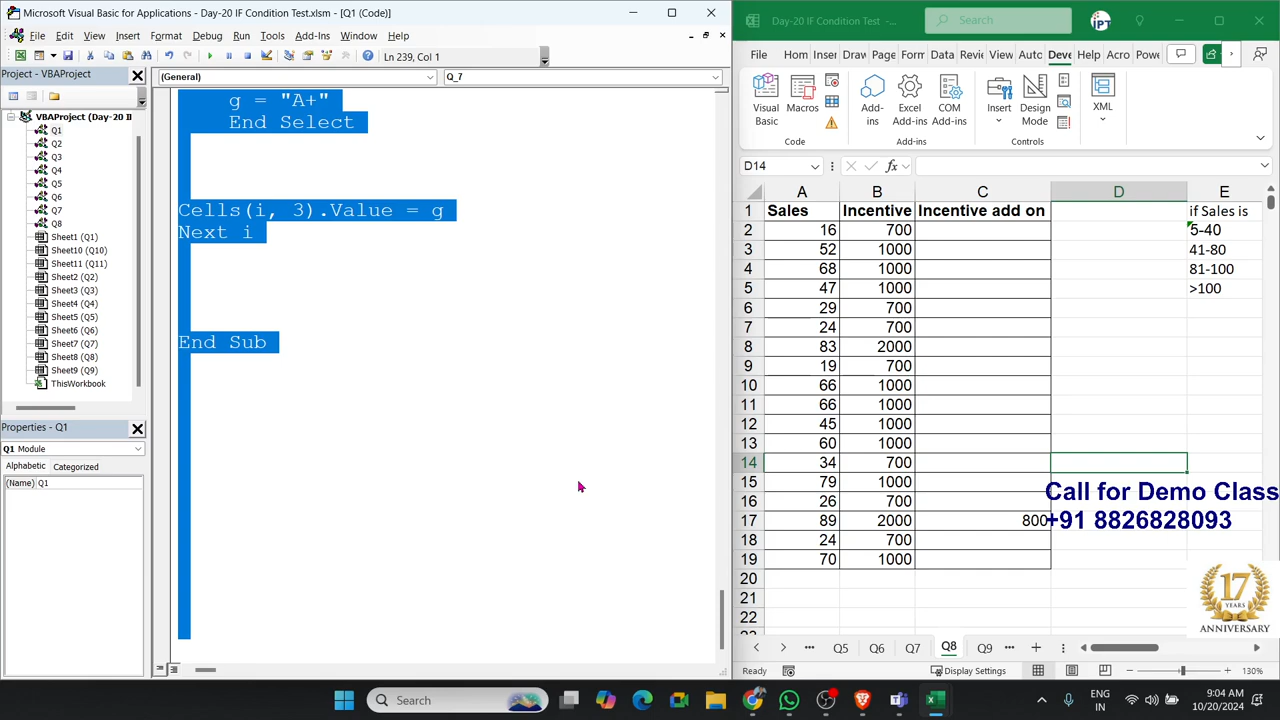 Microsoft Visual Basic for Applications - Day-20 IF Condition Test.xlsm - [Q1 (Code)]
File Edit View Insert Format Debug Run Tools Add-Ins Window Help
Ln 239, Col 1
Project - VBAProject
VBAProject (Day-20 I
Q1
Q2
Q3
Q4
Q5
Q6
Q7
Q8
Sheet1 (Q1)
Sheet10 (Q10)
Sheet11 (Q11)
Sheet2 (Q2)
Sheet3 (Q3)
Sheet4 (Q4)
Sheet5 (Q5)
Sheet6 (Q6)
Sheet7 (Q7)
Sheet8 (Q8)
Sheet9 (Q9)
ThisWorkbook
Properties - Q1
Q1 Module
Alphabetic Categorized
(Name) Q1
(General) Q_7
g = "A+"
End Select
Cells(i, 3).Value = g
Next i
End Sub
Day-20 IF Condition Test -...
Search
IPT
File Hom Inser Draw Page Form Data Revi View Auto Deve Help Acro Powe
Visual Basic
Macros
Code
Add-ins
Excel Add-ins
COM Add-ins
Add-ins
Insert
Design Mode
Controls
XML
D14 fx
A B C D E
1 Sales Incentive Incentive add on if Sales is
2 16 700 5-40
3 52 1000 41-80
4 68 1000 81-100
5 47 1000 >100
6 29 700
7 24 700
8 83 2000
9 19 700
10 66 1000
11 66 1000
12 45 1000
13 60 1000
14 34 700
15 79 1000
16 26 700
17 89 2000 800
18 24 700
19 70 1000
20
21
22
Call for Demo Class
+91 8826828093
17
YEARS
ANNIVERSARY
Q5 Q6 Q7 Q8 Q9
Ready Display Settings 130%
Search
ENG
IN
9:04 AM
10/20/2024